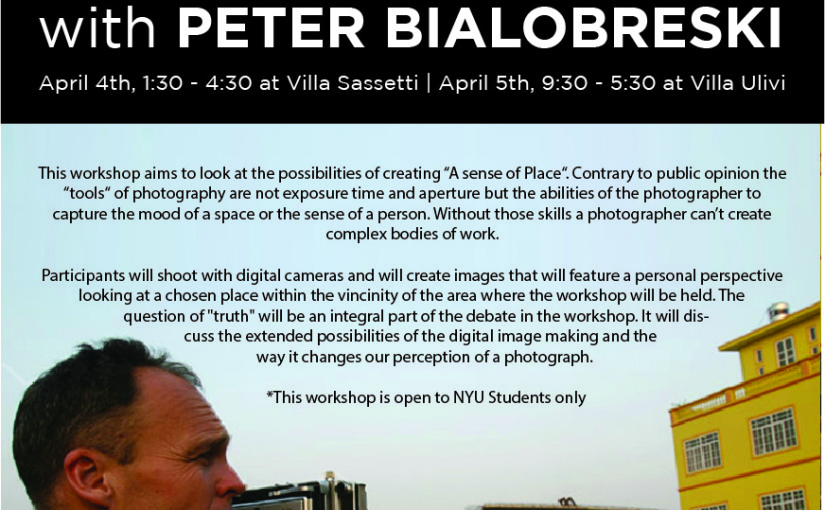 with PETER BIALOBRESKI
April 4th, 1:30 - 4:30 at Villa Sassetti | April 5th, 9:30 - 5:30 at Villa Ulivi
This workshop aims to look at the possibilities of creating “A sense of Place“. Contrary to public opinion the
“tools“ of photography are not exposure time and aperture but the abilities of the photographer to
capture the mood of a space or the sense of a person. Without those skills a photographer can’t create
complex bodies of work.
Participants will shoot with digital cameras and will create images that will feature a personal perspective
looking at a chosen place within the vincinity of the area where the workshop will be held. The
question of "truth" will be an integral part of the debate in the workshop. It will dis-
cuss the extended possibilities of the digital image making and the
way it changes our perception of a photograph.
*This workshop is open to NYU Students only